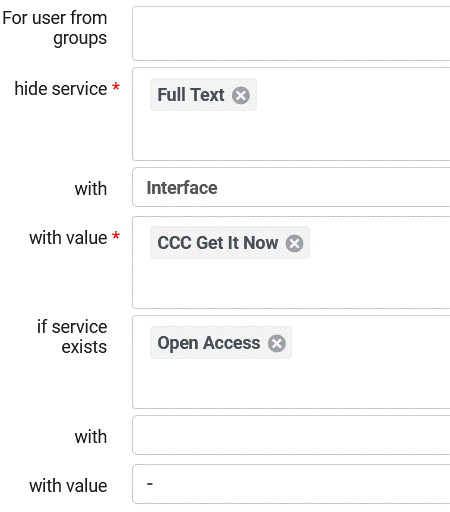 For user from
groups
hide service * Full Text
with Interface
with value * CCC Get It Now
if service
exists Open Access
with
with value -